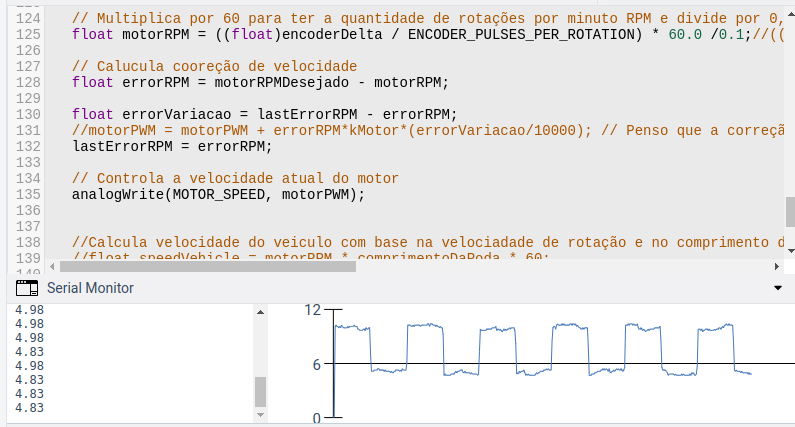 124 // Multiplica por 60 para ter a quantidade de rotações por minuto RPM e divide por 0,
125 float motorRPM = ((float)encoderDelta / ENCODER_PULSES_PER_ROTATION) * 60.0 /0.1;//((
126
127 // Calucula cooreção de velocidade
128 float errorRPM = motorRPMDesejado - motorRPM;
129
130 float errorVariacao = lastErrorRPM - errorRPM;
131 //motorPWM = motorPWM + errorRPM*kMotor*(errorVariacao/10000); // Penso que a correçã
132 lastErrorRPM = errorRPM;
133
134 // Controla a velocidade atual do motor
135 analogWrite(MOTOR_SPEED, motorPWM);
136
137
138 //Calcula velocidade do veiculo com base na velociadade de rotação e no comprimento d
139 //float speedVehicle = motorRPM * comprimentoDaRoda * 60;
140
Serial Monitor
4.98
4.98
4.98
4.83
4.98
4.83
4.83
4.83
12
6
0